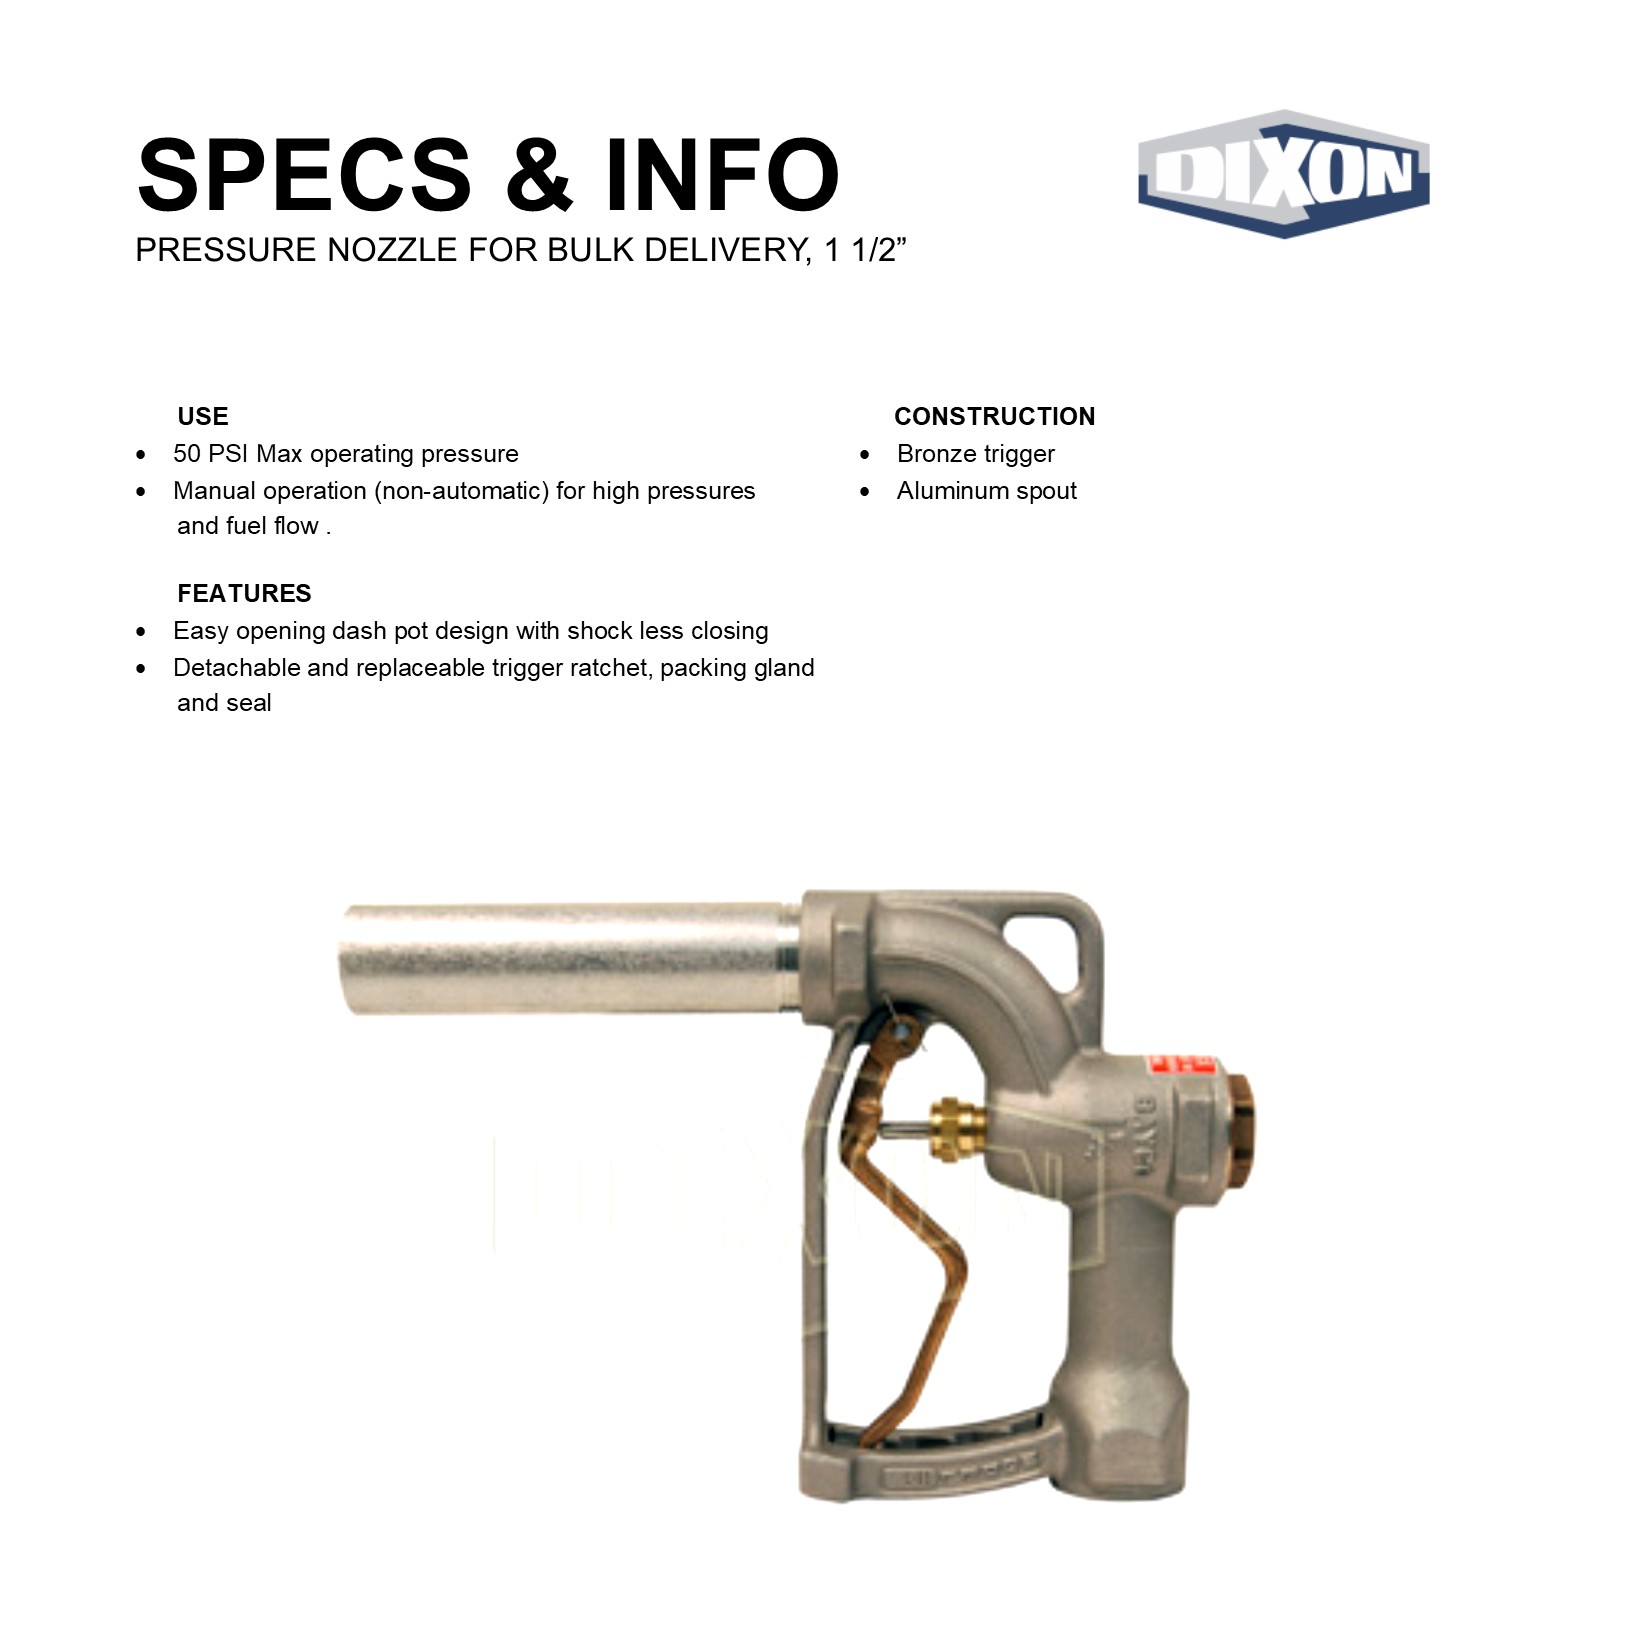 SPECS & INFO
PRESSURE NOZZLE FOR BULK DELIVERY, 1 1/2”
DIXON
USE
• 50 PSI Max operating pressure
• Manual operation (non-automatic) for high pressures
and fuel flow .
FEATURES
• Easy opening dash pot design with shock less closing
• Detachable and replaceable trigger ratchet, packing gland
and seal
CONSTRUCTION
• Bronze trigger
• Aluminum spout
DIXON